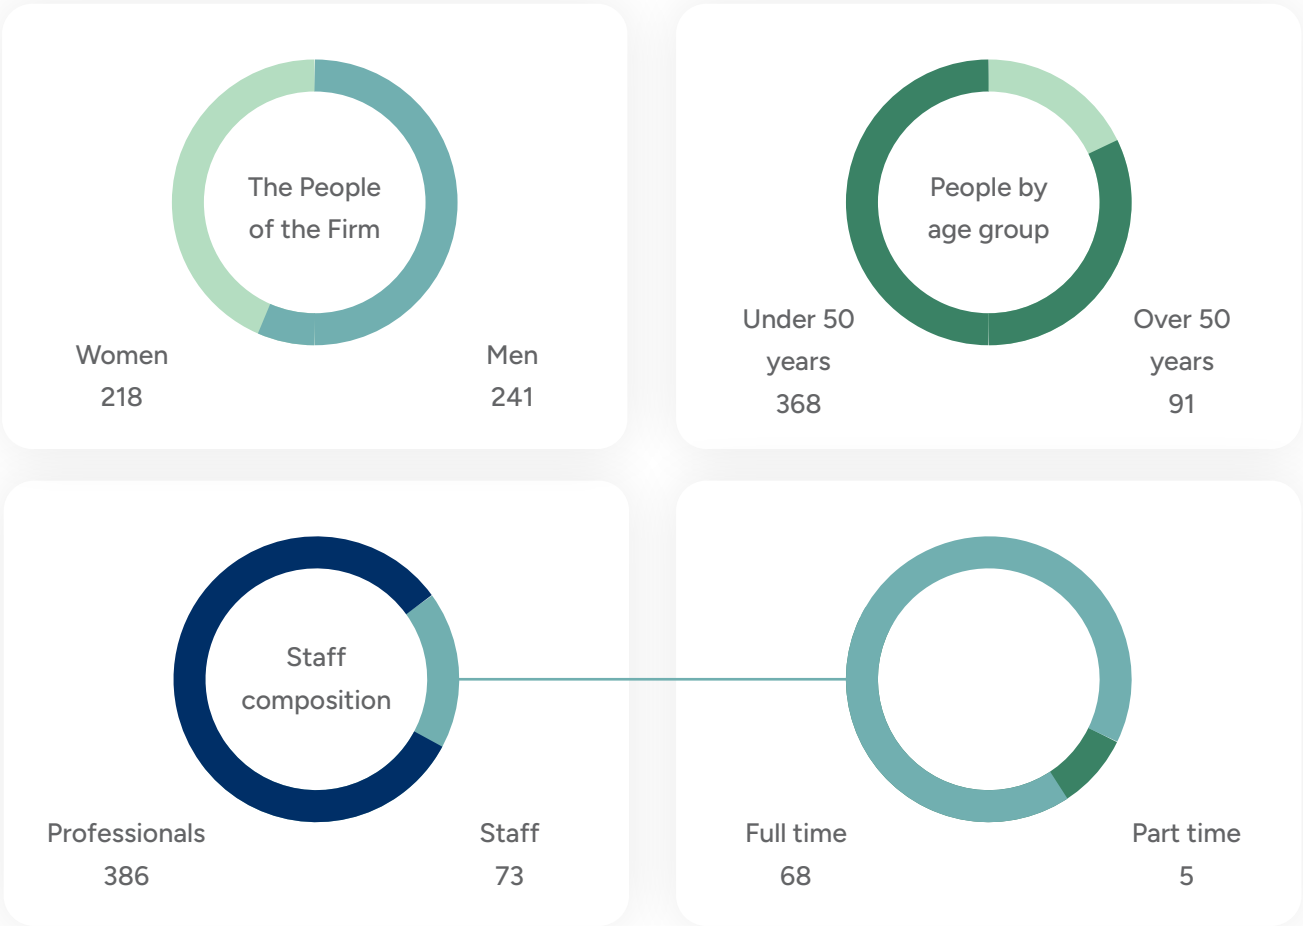 The People
of the Firm
Women
218
Men
241
People by
age group
Under 50
years
368
Over 50
years
91
Staff
composition
Professionals
386
Staff
73
Full time
68
Part time
5